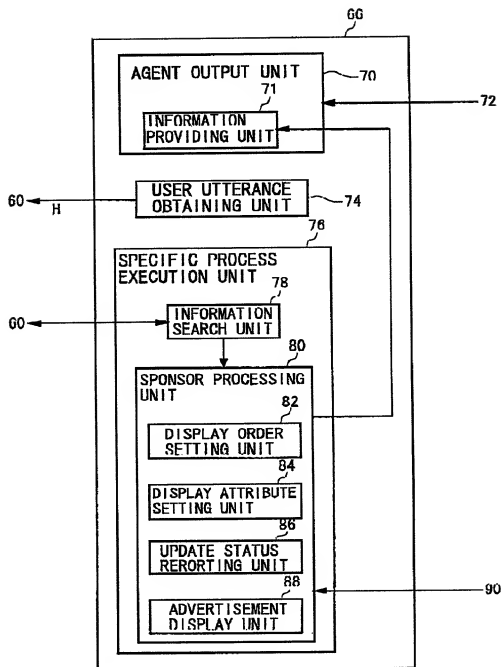 66
AGENT OUTPUT UNIT
70
71
72
INFORMATION
PROVIDING UNIT
USER UTTERANCE
OBTAINING UNIT
60
H
74
76
SPECIFIC PROCESS
EXECUTION UNIT
78
INFORMATION
SEARCH UNIT
60
80
SPONSOR PROCESSING
UNIT
82
DISPLAY ORDER
SETTING UNIT
84
DISPLAY ATTRIBUTE
SETTING UNIT
86
UPDATE STATUS
RERORTING UNIT
88
ADVERTISEMENT
DISPLAY UNIT
90